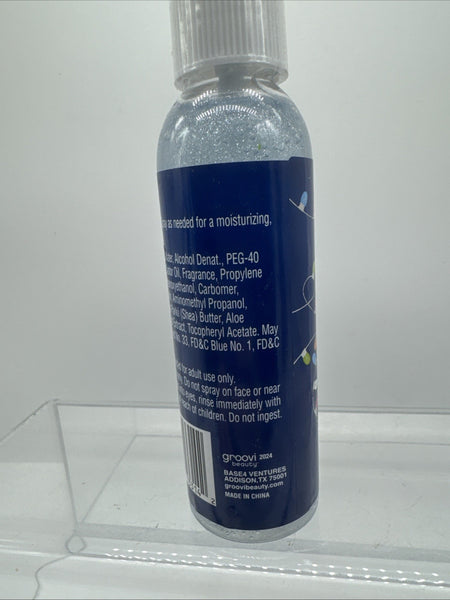 as needed for a moisturizing,
Alcohol Denat., PEG-40
Oil, Fragrance, Propylene
Carbomer,
Aminomethyl Propanol,
(Shea) Butter, Aloe
Tocopheryl Acetate. May
No. 33, FD&C Blue No. 1, FD&C
for adult use only.
Do not spray on face or near
eyes, rinse immediately with
of children. Do not ingest.
groovi 2024
beauty
BASE4 VENTURES
ADDISON,TX 75001
groovibeauty.com
MADE IN CHINA